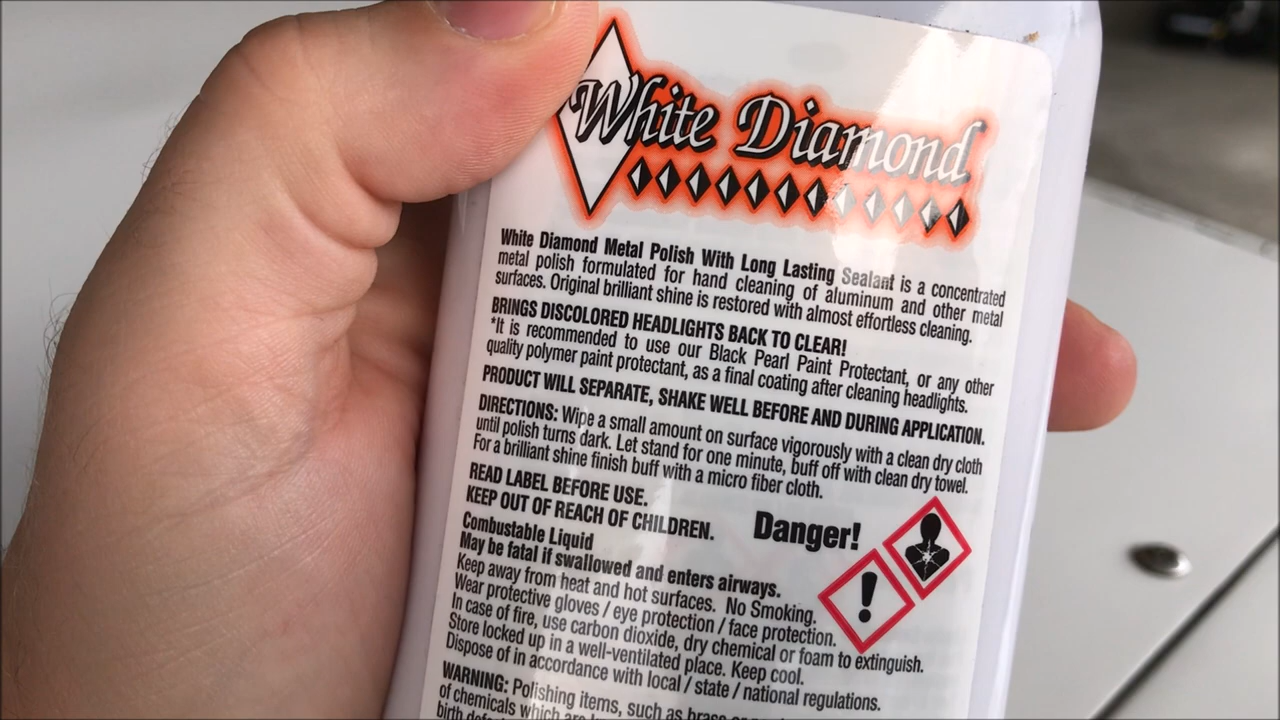 White Diamond
White Diamond Metal Polish With Long Lasting Sealant is a concentrated
metal polish formulated for hand cleaning of aluminum and other metal
surfaces. Original brilliant shine is restored with almost effortless cleaning.
BRINGS DISCOLORED HEADLIGHTS BACK TO CLEAR!
*It is recommended to use our Black Pearl Paint Protectant, or any other
quality polymer paint protectant, as a final coating after cleaning headlights.
PRODUCT WILL SEPARATE, SHAKE WELL BEFORE AND DURING APPLICATION.
DIRECTIONS: Wipe a small amount on surface vigorously with a clean dry cloth
until polish turns dark. Let stand for one minute, buff off with clean dry towel.
For a brilliant shine finish buff with a micro fiber cloth.
READ LABEL BEFORE USE.
KEEP OUT OF REACH OF CHILDREN.
Danger!
Combustable Liquid
May be fatal if swallowed and enters airways.
Keep away from heat and hot surfaces. No Smoking.
Wear protective gloves / eye protection / face protection.
In case of fire, use carbon dioxide, dry chemical or foam to extinguish.
Store locked up in a well-ventilated place. Keep cool.
Dispose of in accordance with local / state / national regulations.
WARNING: Polishing items, such as brass
of chemicals which are
birth